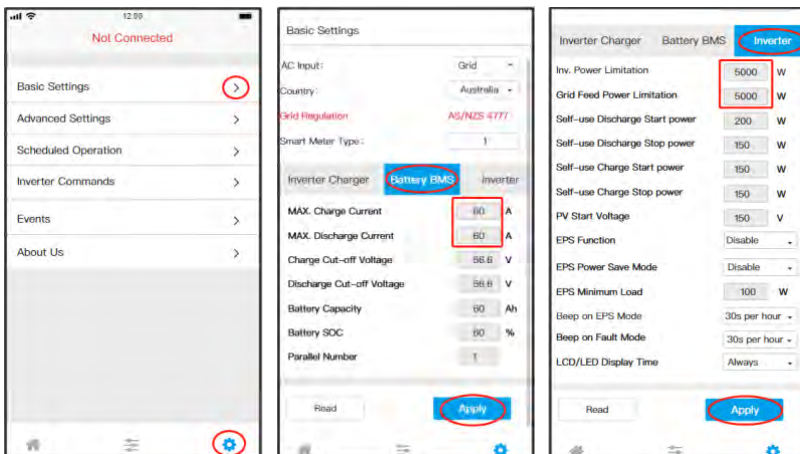 12:00
Not Connected
Basic Settings
Advanced Settings
Scheduled Operation
Inverter Commands
Events
About Us
Basic Settings
AC Input: Grid
Country: Australia
Grid Regulation AS/NZS 4777
Smart Meter Type: 1
Inverter Charger Battery BMS Inverter
MAX. Charge Current 60 A
MAX. Discharge Current 60 A
Charge Cut-off Voltage 56.6 V
Discharge Cut-off Voltage 56.6 V
Battery Capacity 60 Ah
Battery SOC 60 %
Parallel Number 1
Read Apply
Inverter Charger Battery BMS Inverter
Inv. Power Limitation 5000 W
Grid Feed Power Limitation 5000 W
Self-use Discharge Start power 200 W
Self-use Discharge Stop power 150 W
Self-use Charge Start power 150 W
Self-use Charge Stop power 150 W
PV Start Voltage 150 V
EPS Function Disable
EPS Power Save Mode Disable
EPS Minimum Load 100 W
Beep on EPS Mode 30s per hour
Beep on Fault Mode 30s per hour
LCD/LED Display Time Always
Read Apply